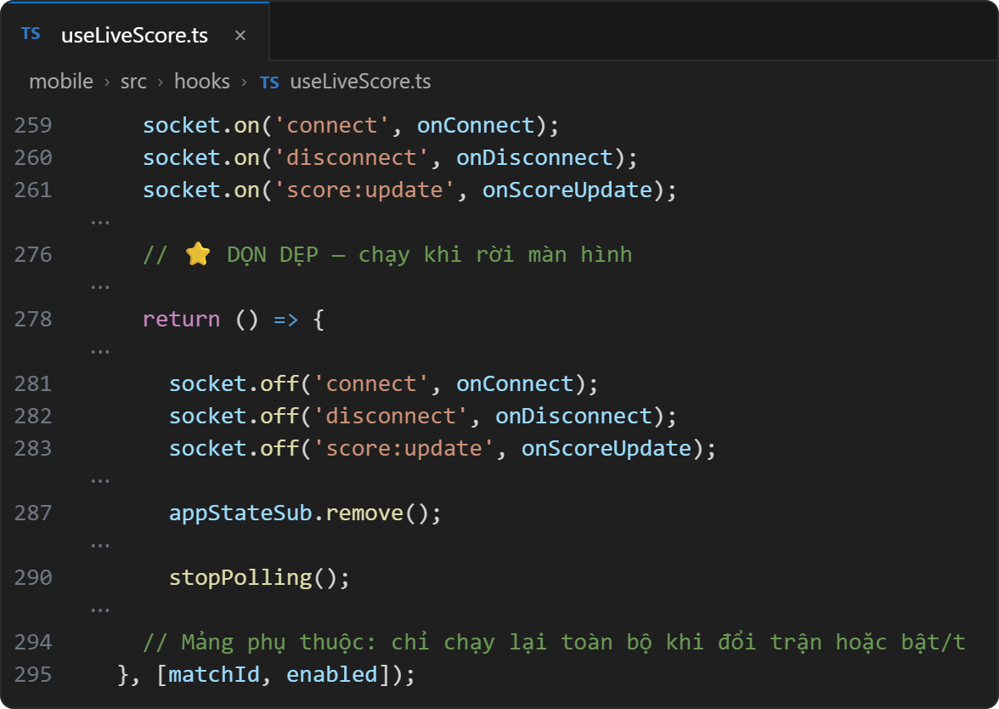 TS useLiveScore.ts ×
mobile › src › hooks › TS useLiveScore.ts
259 socket.on('connect', onConnect);
260 socket.on('disconnect', onDisconnect);
261 socket.on('score:update', onScoreUpdate);
...
276 // ⭐ DỌN DẸP — chạy khi rời màn hình
...
278 return () => {
...
281 socket.off('connect', onConnect);
282 socket.off('disconnect', onDisconnect);
283 socket.off('score:update', onScoreUpdate);
...
287 appStateSub.remove();
...
290 stopPolling();
...
294 // Mảng phụ thuộc: chỉ chạy lại toàn bộ khi đổi trận hoặc bật/t
295 }, [matchId, enabled]);